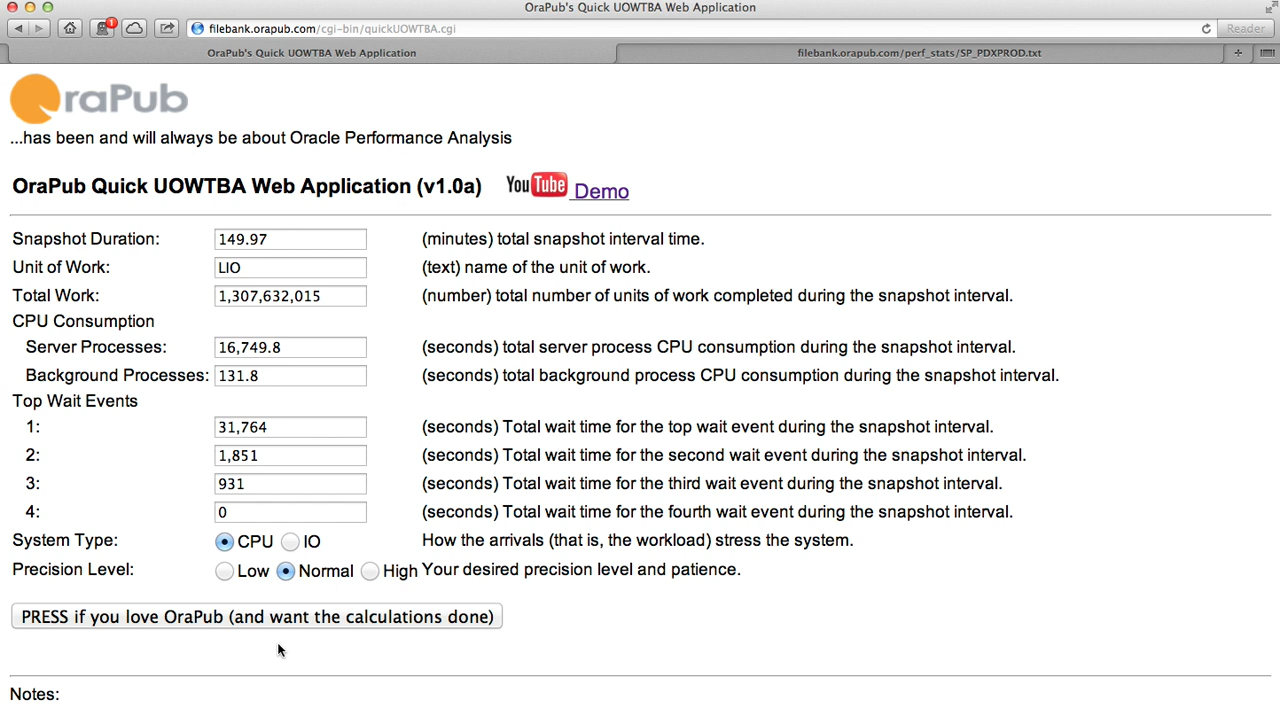 OraPub's Quick UOWTBA Web Application
1
filebank.orapub.com/cgi-bin/quickUOWTBA.cgi
Reader
OraPub's Quick UOWTBA Web Application
filebank.orapub.com/perf_stats/SP_PDXPROD.txt
+
OraPub
...has been and will always be about Oracle Performance Analysis
OraPub Quick UOWTBA Web Application (v1.0a) YouTube Demo
Snapshot Duration: 149.97 (minutes) total snapshot interval time.
Unit of Work: LIO (text) name of the unit of work.
Total Work: 1,307,632,015 (number) total number of units of work completed during the snapshot interval.
CPU Consumption
Server Processes: 16,749.8 (seconds) total server process CPU consumption during the snapshot interval.
Background Processes: 131.8 (seconds) total background process CPU consumption during the snapshot interval.
Top Wait Events
1: 31,764 (seconds) Total wait time for the top wait event during the snapshot interval.
2: 1,851 (seconds) Total wait time for the second wait event during the snapshot interval.
3: 931 (seconds) Total wait time for the third wait event during the snapshot interval.
4: 0 (seconds) Total wait time for the fourth wait event during the snapshot interval.
System Type: CPU IO How the arrivals (that is, the workload) stress the system.
Precision Level: Low Normal High Your desired precision level and patience.
PRESS if you love OraPub (and want the calculations done)
Notes: